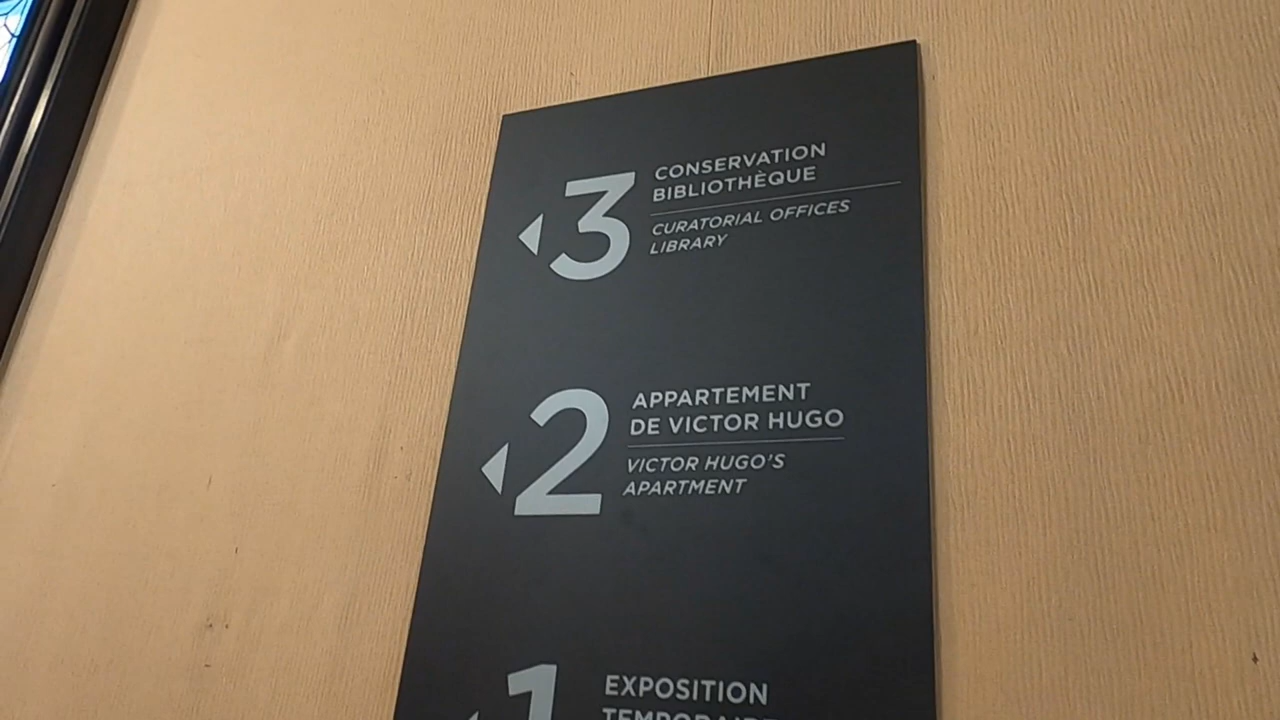 3
CONSERVATION
BIBLIOTHÈQUE
CURATORIAL OFFICES
LIBRARY
2
APPARTEMENT
DE VICTOR HUGO
VICTOR HUGO'S
APARTMENT
1
EXPOSITION